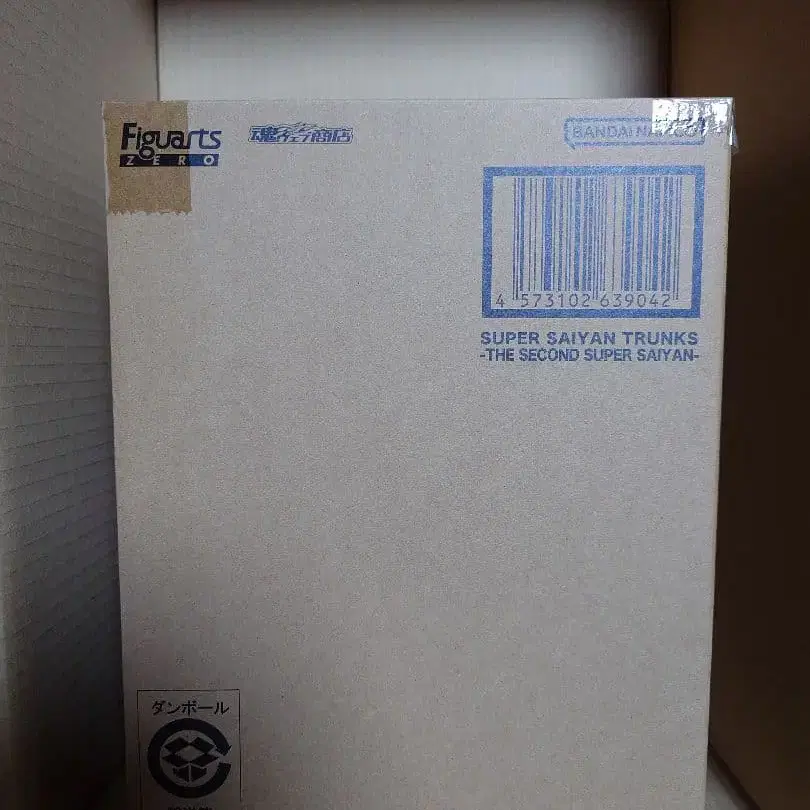 Figuarts
ZERO
魂ウェブ商店
BANDAI
4 573102 639042
SUPER SAIYAN TRUNKS
-THE SECOND SUPER SAIYAN-
ダンボール